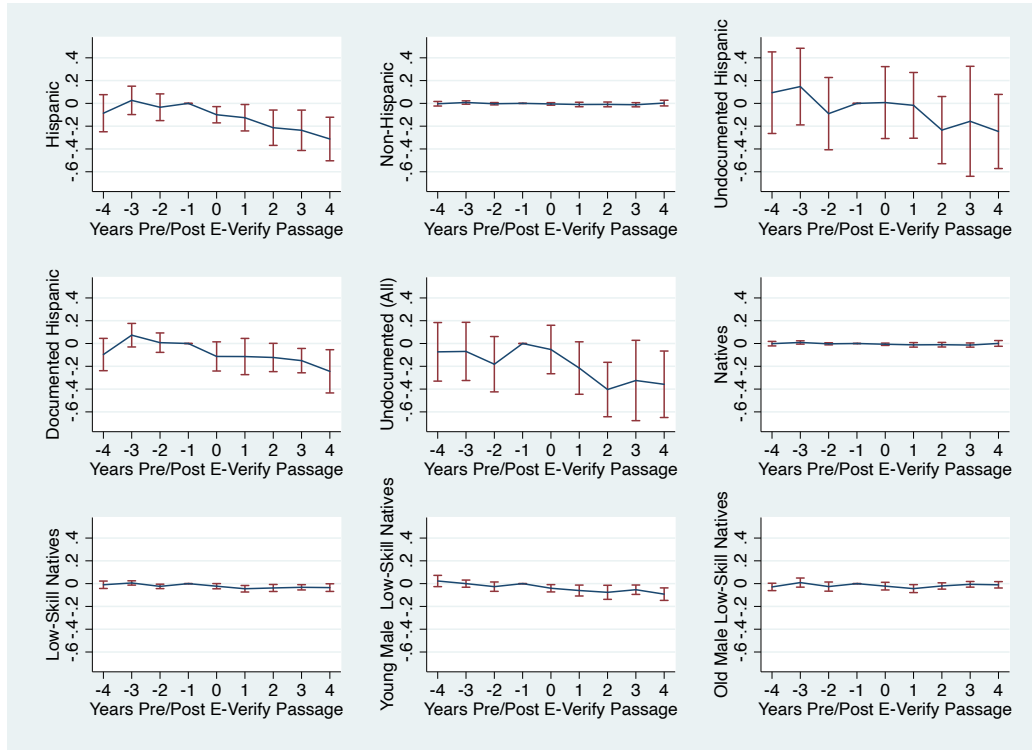 Hispanic
-.6 -.4 -.2 0 .2 .4
-4 -3 -2 -1 0 1 2 3 4
Years Pre/Post E-Verify Passage
Non-Hispanic
-.6 -.4 -.2 0 .2 .4
-4 -3 -2 -1 0 1 2 3 4
Years Pre/Post E-Verify Passage
Undocumented Hispanic
-.6 -.4 -.2 0 .2 .4
-4 -3 -2 -1 0 1 2 3 4
Years Pre/Post E-Verify Passage
Documented Hispanic
-.6 -.4 -.2 0 .2 .4
-4 -3 -2 -1 0 1 2 3 4
Years Pre/Post E-Verify Passage
Undocumented (All)
-.6 -.4 -.2 0 .2 .4
-4 -3 -2 -1 0 1 2 3 4
Years Pre/Post E-Verify Passage
Natives
-.6 -.4 -.2 0 .2 .4
-4 -3 -2 -1 0 1 2 3 4
Years Pre/Post E-Verify Passage
Low-Skill Natives
-.6 -.4 -.2 0 .2 .4
-4 -3 -2 -1 0 1 2 3 4
Years Pre/Post E-Verify Passage
Young Male Low-Skill Natives
-.6 -.4 -.2 0 .2 .4
-4 -3 -2 -1 0 1 2 3 4
Years Pre/Post E-Verify Passage
Old Male Low-Skill Natives
-.6 -.4 -.2 0 .2 .4
-4 -3 -2 -1 0 1 2 3 4
Years Pre/Post E-Verify Passage